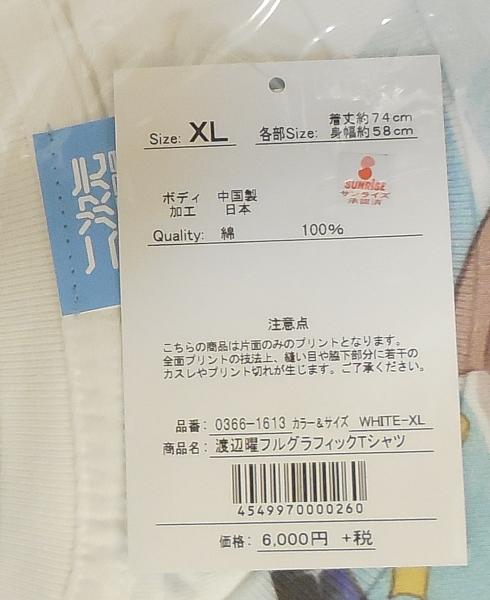 Size: XL 各部Size: 着丈約74cm
身幅約58cm
SUNRISE
サンライズ
承認済
ボディ 中国製
加工 日本
Quality: 綿 100%
注意点
こちらの商品は片面のみのプリントとなります。
全面プリントの技法上、縫い目や脇下部分に若干の
カスレやプリント切れが生じます。ご了承ください。
品番: 0366-1613 カラー&サイズ WHITE-XL
商品名: 渡辺曜フルグラフィックTシャツ
4549970000260
価格: 6,000円 +税